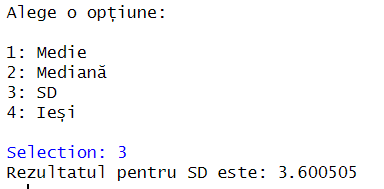 Alege o opțiune:
1: Medie
2: Mediană
3: SD
4: Ieși
Selection: 3
Rezultatul pentru SD este: 3.600505